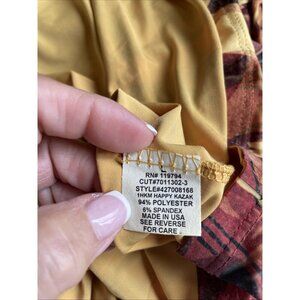 L
RN# 119794
CUT#7011302-3
STYLE#427008168
1HKM HAPPY KAZAK
94% POLYESTER
6% SPANDEX
MADE IN USA
SEE REVERSE
FOR CARE